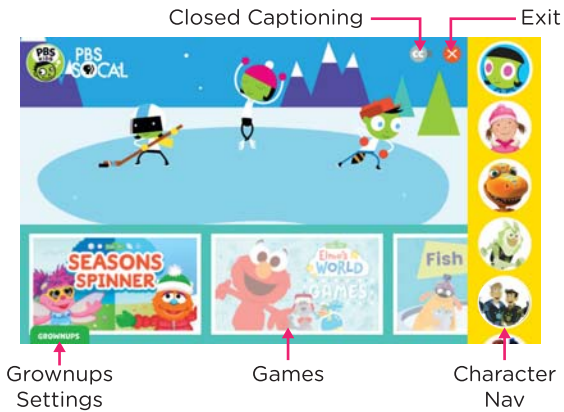 Closed Captioning
Exit
PBS
KIDS
PBS
SOCAL
CC
SEASONS
SPINNER
Elmo's
WORLD
GAMES
Fish
GROWNUPS
Grownups
Settings
Games
Character
Nav